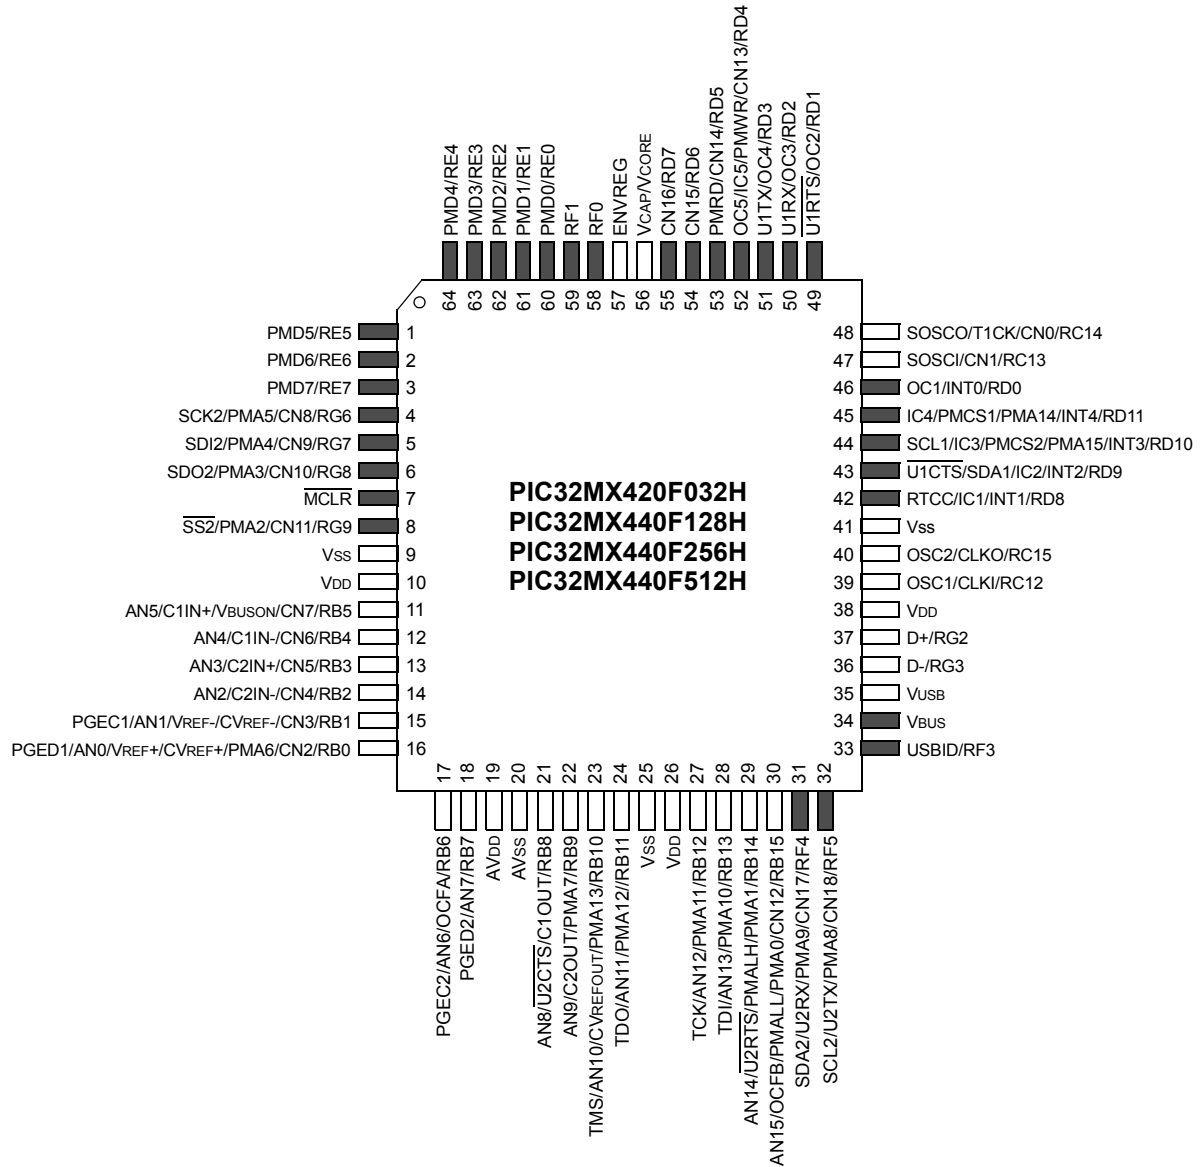 PMD4/RE4
PMD3/RE3
PMD2/RE2
PMD1/RE1
PMD0/RE0
RF1
RF0
ENVREG
VCAP/VCORE
CN16/RD7
CN15/RD6
PMRD/CN14/RD5
OC5/IC5/PMWR/CN13/RD4
U1TX/OC4/RD3
U1RX/OC3/RD2
U1RTS/OC2/RD1
64
63
62
61
60
59
58
57
56
55
54
53
52
51
50
49
PMD5/RE5 1
PMD6/RE6 2
PMD7/RE7 3
SCK2/PMA5/CN8/RG6 4
SDI2/PMA4/CN9/RG7 5
SDO2/PMA3/CN10/RG8 6
MCLR 7
SS2/PMA2/CN11/RG9 8
VSS 9
VDD 10
AN5/C1IN+/VBUSON/CN7/RB5 11
AN4/C1IN-/CN6/RB4 12
AN3/C2IN+/CN5/RB3 13
AN2/C2IN-/CN4/RB2 14
PGEC1/AN1/VREF-/CVREF-/CN3/RB1 15
PGED1/AN0/VREF+/CVREF+/PMA6/CN2/RB0 16
PIC32MX420F032H
PIC32MX440F128H
PIC32MX440F256H
PIC32MX440F512H
48 SOSCO/T1CK/CN0/RC14
47 SOSCI/CN1/RC13
46 OC1/INT0/RD0
45 IC4/PMCS1/PMA14/INT4/RD11
44 SCL1/IC3/PMCS2/PMA15/INT3/RD10
43 U1CTS/SDA1/IC2/INT2/RD9
42 RTCC/IC1/INT1/RD8
41 Vss
40 OSC2/CLKO/RC15
39 OSC1/CLKI/RC12
38 VDD
37 D+/RG2
36 D-/RG3
35 VUSB
34 VBUS
33 USBID/RF3
17
18
19
20
21
22
23
24
25
26
27
28
29
30
31
32
PGEC2/AN6/OCFA/RB6
PGED2/AN7/RB7
AVDD
AVss
AN8/U2CTS/C1OUT/RB8
AN9/C2OUT/PMA7/RB9
TMS/AN10/CVREFOUT/PMA13/RB10
TDO/AN11/PMA12//RB11
Vss
VDD
TCK/AN12/PMA11/RB12
TDI/AN13/PMA10/RB13
AN14/U2RTS/PMALH/PMA1/RB14
AN15/OCFB/PMALL/PMA0/CN12/RB15
SDA2/U2RX/PMA9/CN17/RF4
SCL2/U2TX/PMA8/CN18/RF5